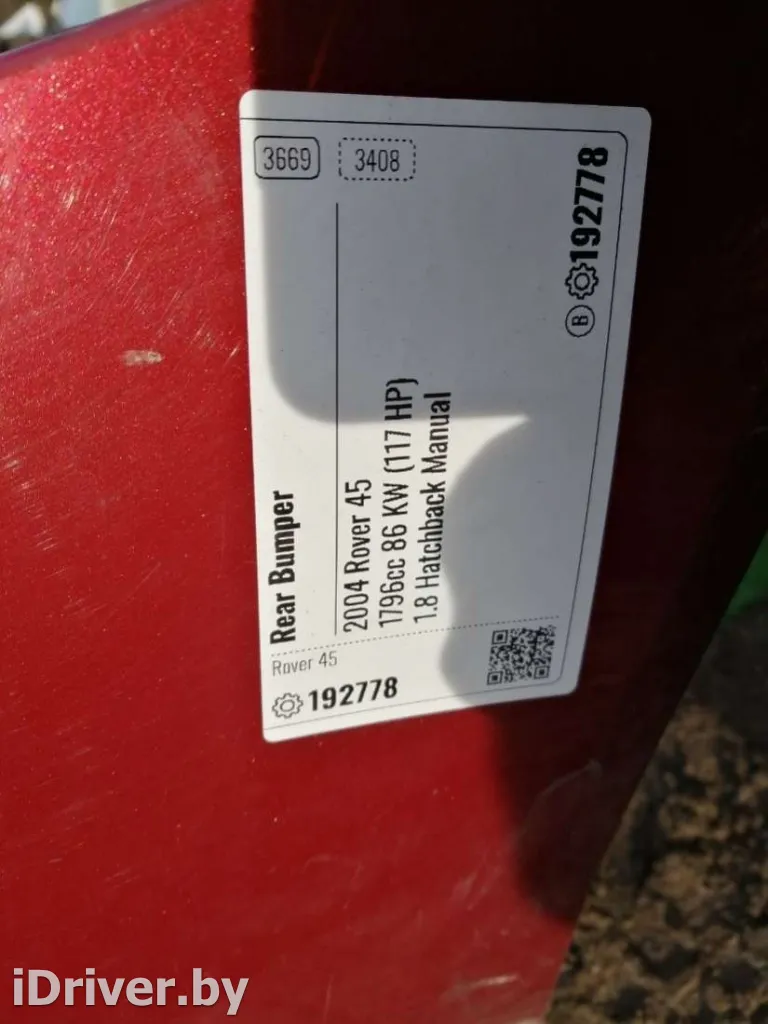 3669
3408
192778
B
Rear Bumper
2004 Rover 45
1796cc 86 KW (117 HP)
1.8 Hatchback Manual
Rover 45
192778
iDriver.by